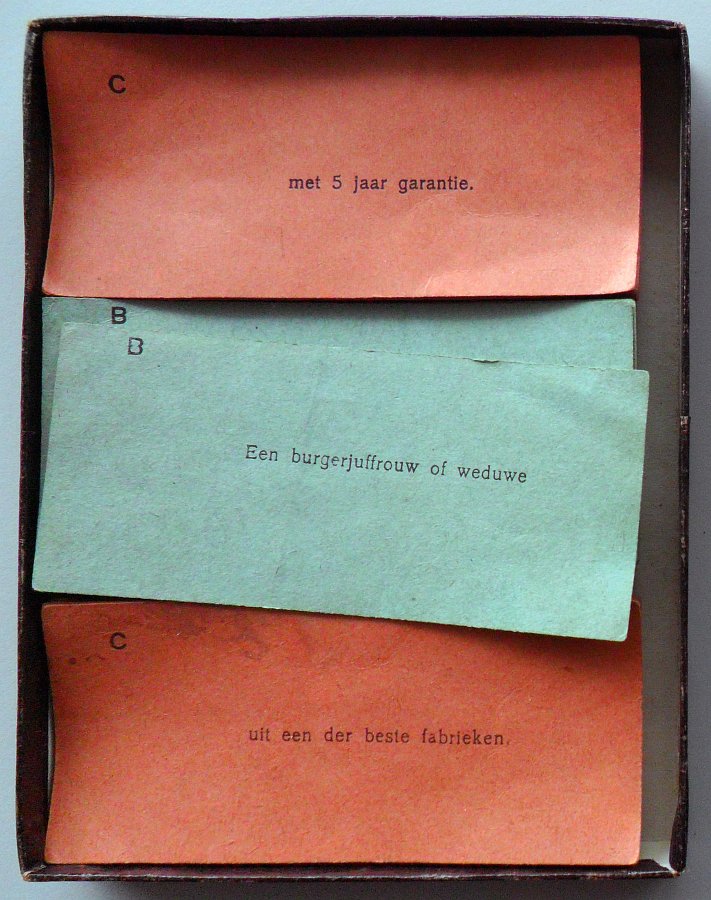 C
met 5 jaar garantie.
B
B
Een burgerjuffrouw of weduwe
C
uit een der beste fabrieken.